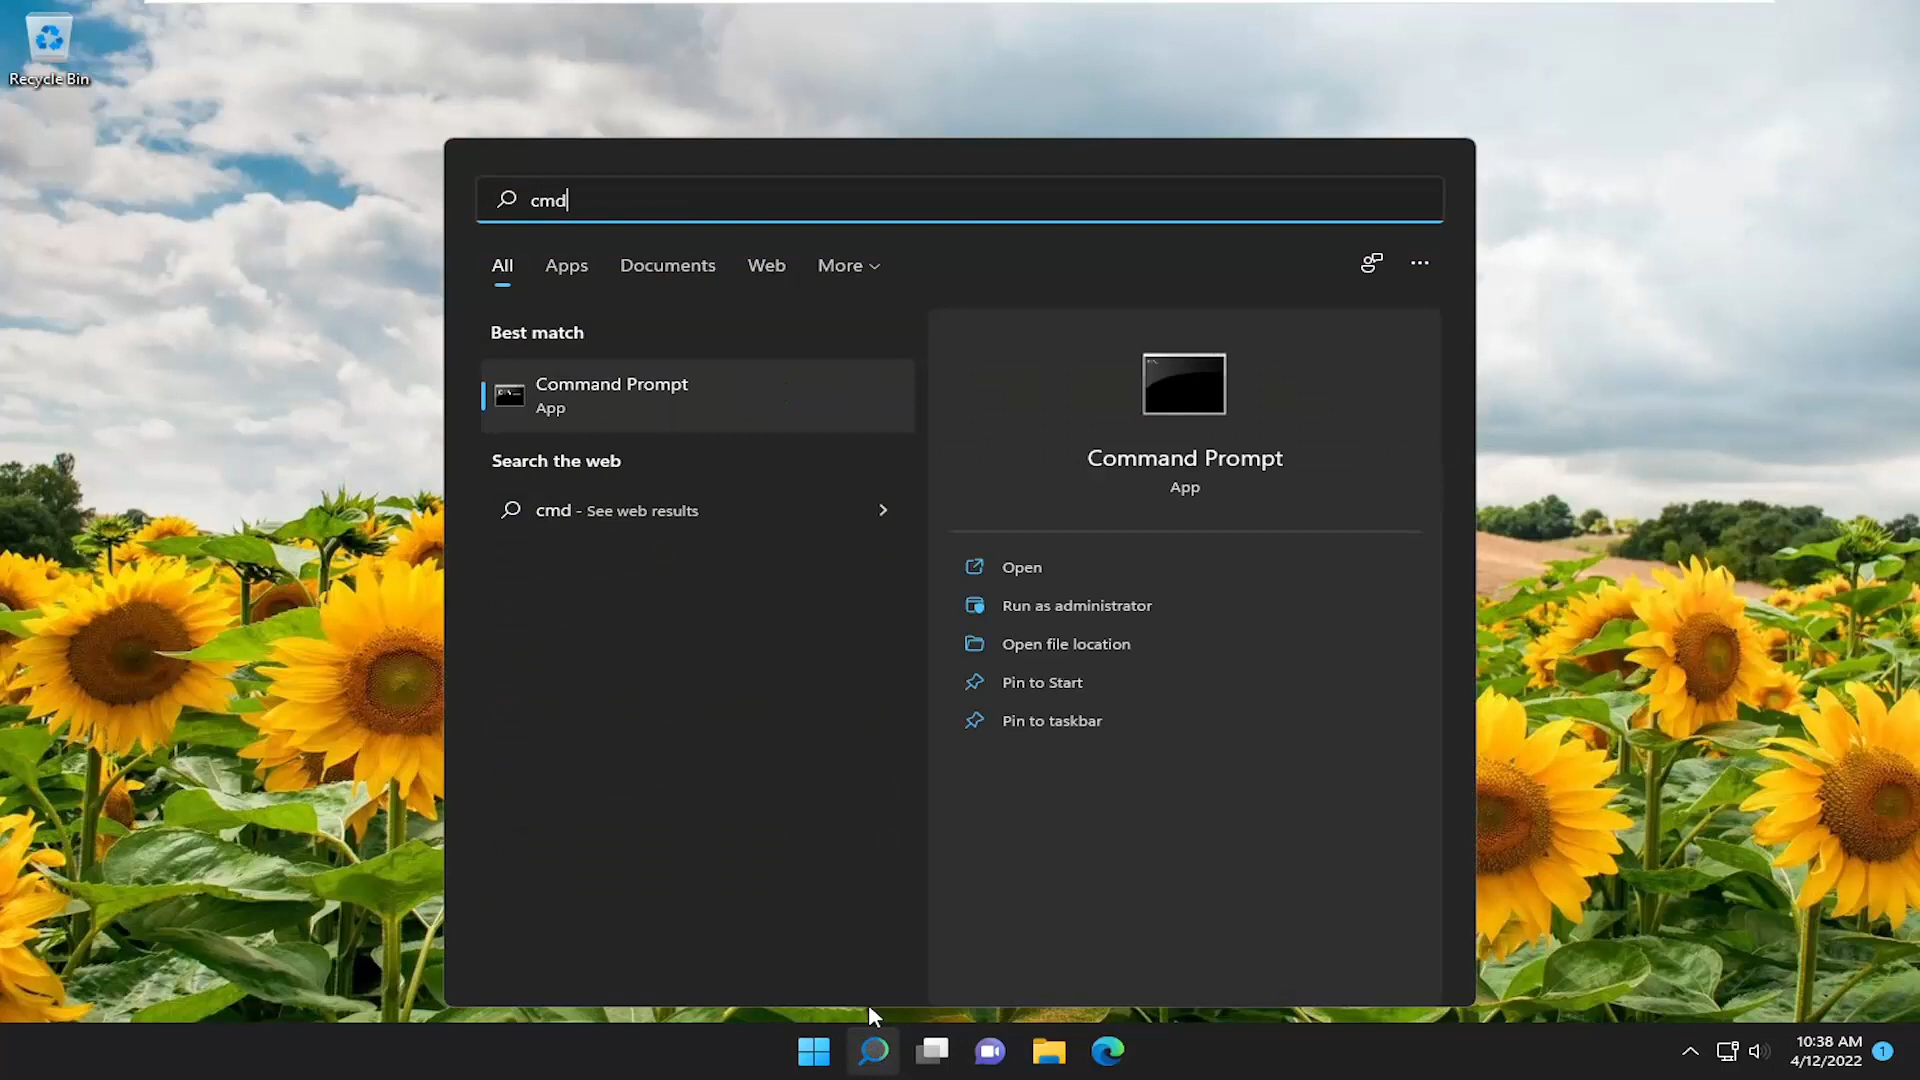 Recycle Bin
cmd
All Apps Documents Web More
Best match
Command Prompt
App
Search the web
cmd - See web results
Command Prompt
App
Open
Run as administrator
Open file location
Pin to Start
Pin to taskbar
10:38 AM
4/12/2022
1